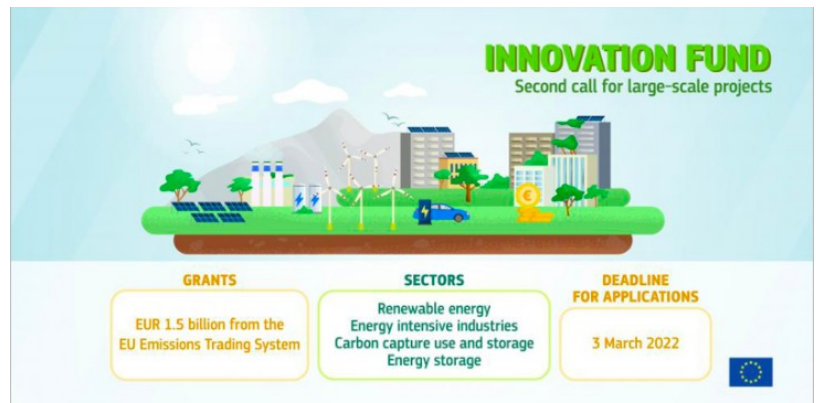 INNOVATION FUND
Second call for large-scale projects
GRANTS
EUR 1.5 billion from the
EU Emissions Trading System
SECTORS
Renewable energy
Energy intensive industries
Carbon capture use and storage
Energy storage
DEADLINE
FOR APPLICATIONS
3 March 2022